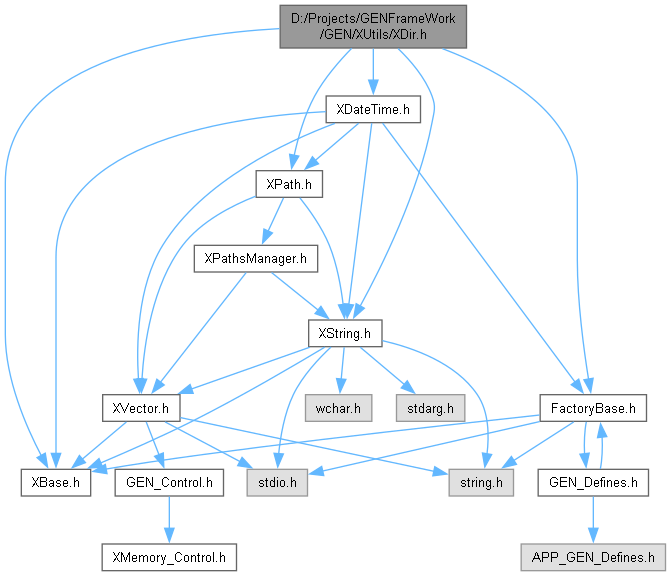 D:/Projects/GENFrameWork
/GEN/XUtils/XDir.h
XDateTime.h
XPath.h
XPathsManager.h
XString.h
XVector.h
wchar.h
stdarg.h
FactoryBase.h
XBase.h
GEN_Control.h
stdio.h
string.h
GEN_Defines.h
XMemory_Control.h
APP_GEN_Defines.h